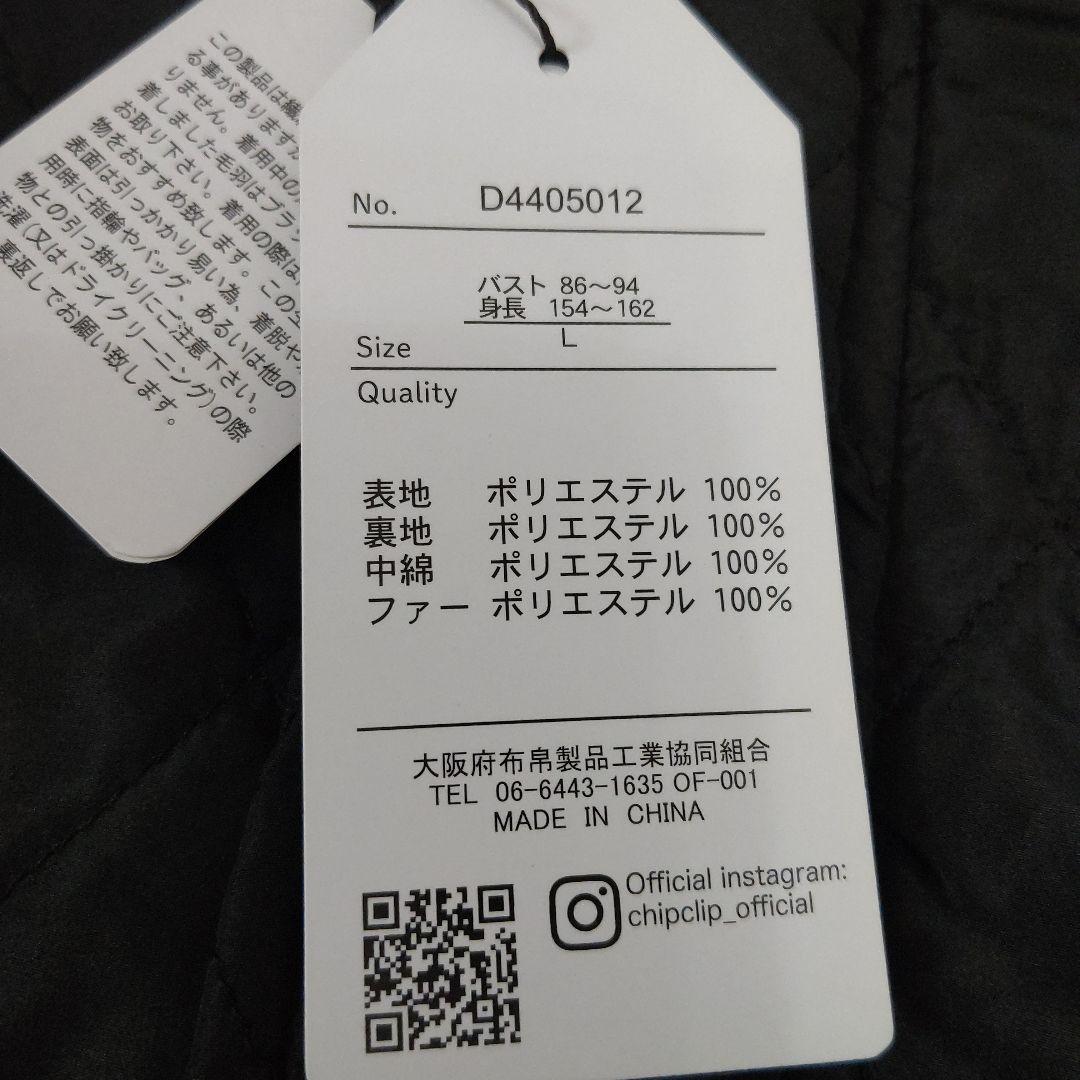 この製品は
る事があります
りません。着用中の
着しました毛羽はブラシ
お取り下さい。着用の際は
物をおすすめ致します。この
表面は引っかかり易い為、着脱や
用時に指輪やバッグ、あるいは他の
物との引っ掛かりにご注意下さい。
洗濯(又はドライクリーニング)の際
裏返しでお願い致します。
No. D4405012
バスト 86～94
身長 154～162
Size L
Quality
表地 ポリエステル 100%
裏地 ポリエステル 100%
中綿 ポリエステル 100%
ファー ポリエステル 100%
大阪府布帛製品工業協同組合
TEL 06-6443-1635 OF-001
MADE IN CHINA
Official instagram:
chipclip_official